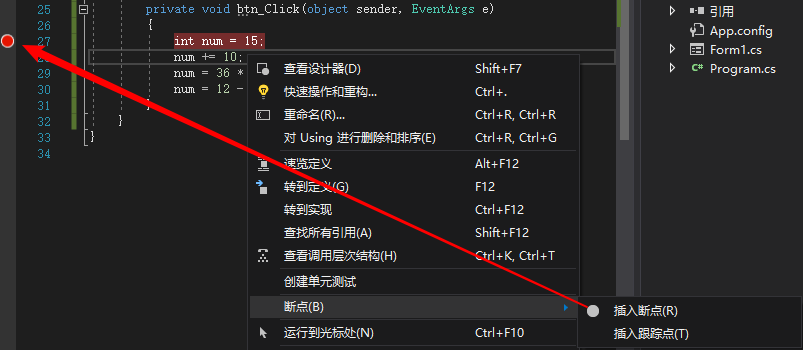 25 private void btn_Click(object sender, EventArgs e)
26 {
27 int num = 15;
28 num += 10;
29 num = 36 *
30 num = 12 -
31 }
32 }
33 }
34
查看设计器(D) Shift+F7
快速操作和重构... Ctrl+.
重命名(R)... Ctrl+R, Ctrl+R
对 Using 进行删除和排序(E) Ctrl+R, Ctrl+G
速览定义 Alt+F12
转到定义(G) F12
转到实现 Ctrl+F12
查找所有引用(A) Shift+F12
查看调用层次结构(H) Ctrl+K, Ctrl+T
创建单元测试
断点(B)
运行到光标处(N) Ctrl+F10
插入断点(R)
插入跟踪点(T)
引用
App.config
Form1.cs
C# Program.cs